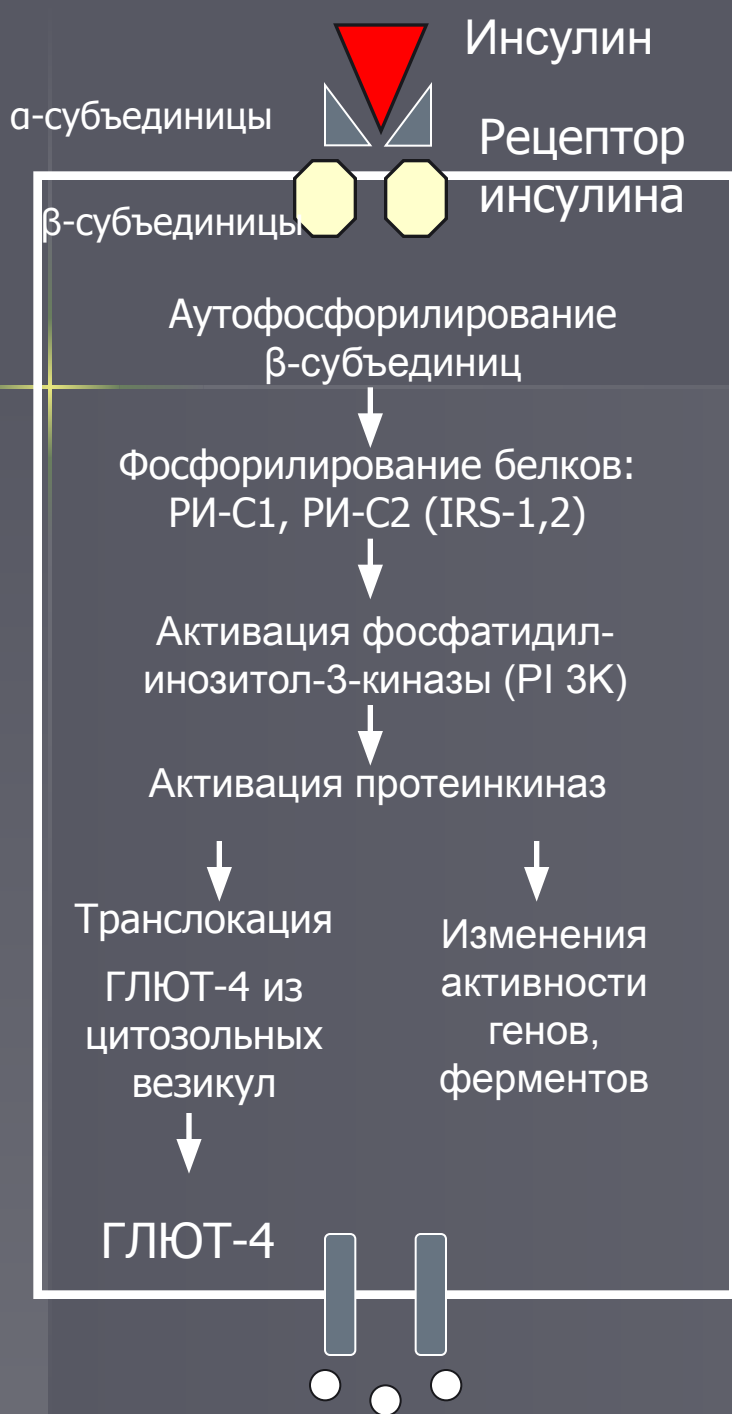 Инсулин
α-субъединицы
Рецептор
инсулина
β-субъединицы
Аутофосфорилирование
β-субъединиц
Фосфорилирование белков:
РИ-С1, РИ-С2 (IRS-1,2)
Активация фосфатидил-
инозитол-3-киназы (PI 3K)
Активация протеинкиназ
Транслокация
ГЛЮТ-4 из
цитозольных
везикул
Изменения
активности
генов,
ферментов
ГЛЮТ-4